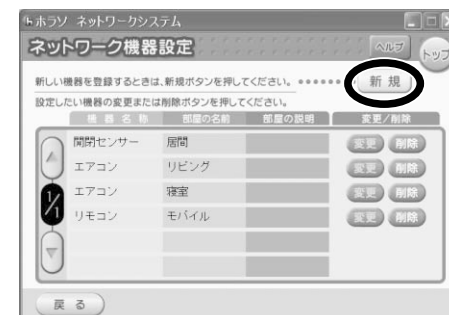 ホラソ ネットワークシステム
ネットワーク機器設定 ヘルプ トップ
新しい機器を登録するときは、新規ボタンを押してください。 新規
設定したい機器の変更または削除ボタンを押してください。
機器名称 部屋の名前 部屋の説明 変更/削除
開閉センサー 居間 変更 削除
エアコン リビング 変更 削除
エアコン 寝室 変更 削除
1/1
リモコン モバイル 変更 削除
戻る